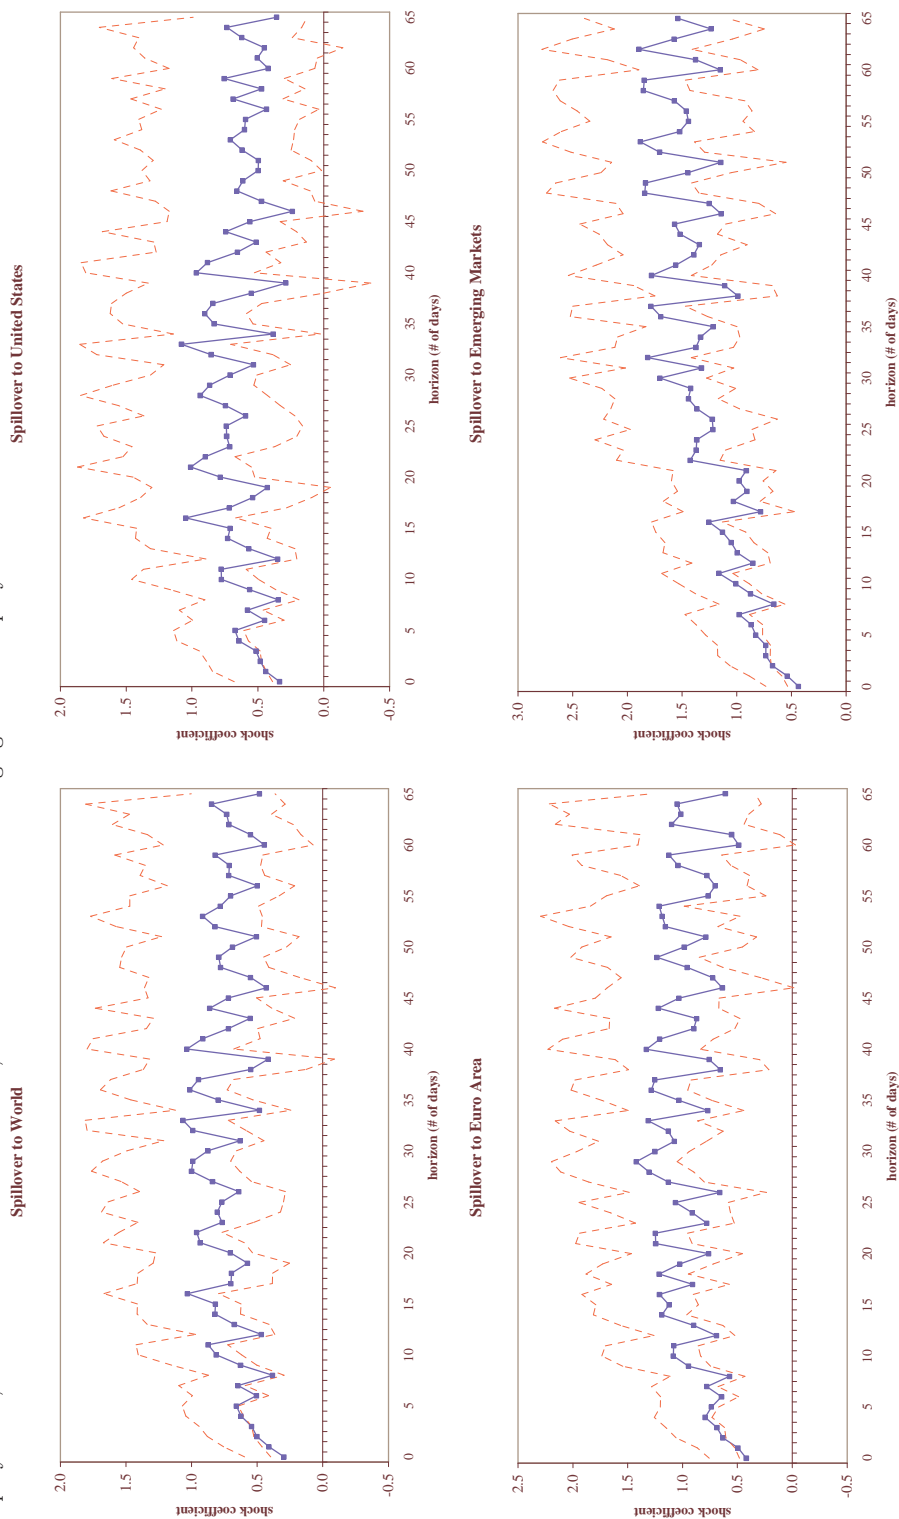 Spillover to World
shock coefficient
2.0
1.5
1.0
0.5
0.0
-0.5
0 5 10 15 20 25 30 35 40 45 50 55 60 65
horizon (# of days)
Spillover to United States
shock coefficient
2.0
1.5
1.0
0.5
0.0
-0.5
0 5 10 15 20 25 30 35 40 45 50 55 60 65
horizon (# of days)
Spillover to Euro Area
shock coefficient
2.5
2.0
1.5
1.0
0.5
0.0
-0.5
0 5 10 15 20 25 30 35 40 45 50 55 60 65
horizon (# of days)
Spillover to Emerging Markets
shock coefficient
3.0
2.5
2.0
1.5
1.0
0.5
0.0
0 5 10 15 20 25 30 35 40 45 50 55 60 65
horizon (# of days)